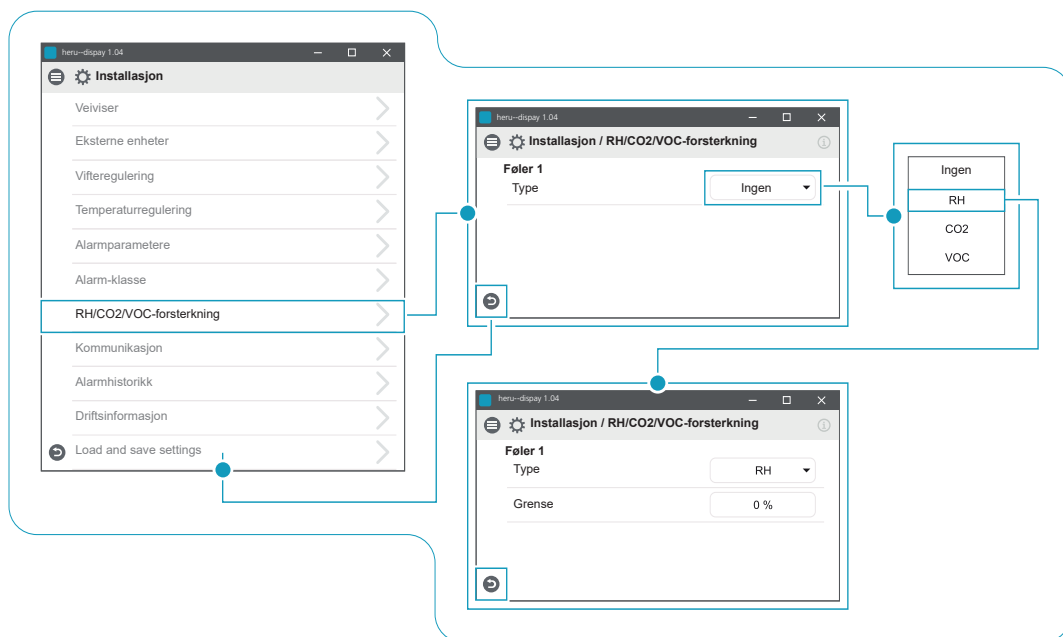 heru--dispay 1.04
Installasjon
Veiviser
Eksterne enheter
Vifteregulering
Temperaturregulering
Alarmparametere
Alarm-klasse
RH/CO2/VOC-forsterkning
Kommunikasjon
Alarmhistorikk
Driftsinformasjon
Load and save settings
heru--dispay 1.04
Installasjon / RH/CO2/VOC-forsterkning
Føler 1
Type Ingen
Ingen
RH
CO2
VOC
heru--dispay 1.04
Installasjon / RH/CO2/VOC-forsterkning
Føler 1
Type RH
Grense 0 %